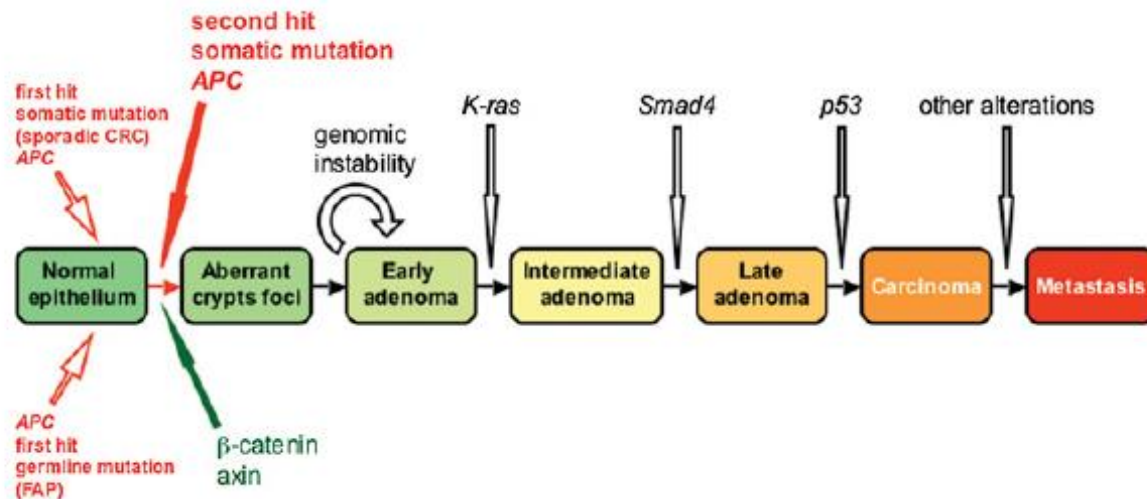 second hit
somatic mutation
APC
first hit
somatic mutation
(sporadic CRC)
APC
genomic
instability
K-ras
Smad4
p53
other alterations
Normal
epithelium
Aberrant
crypts foci
Early
adenoma
Intermediate
adenoma
Late
adenoma
Carcinoma
Metastasis
APC
first hit
germline mutation
(FAP)
β-catenin
axin